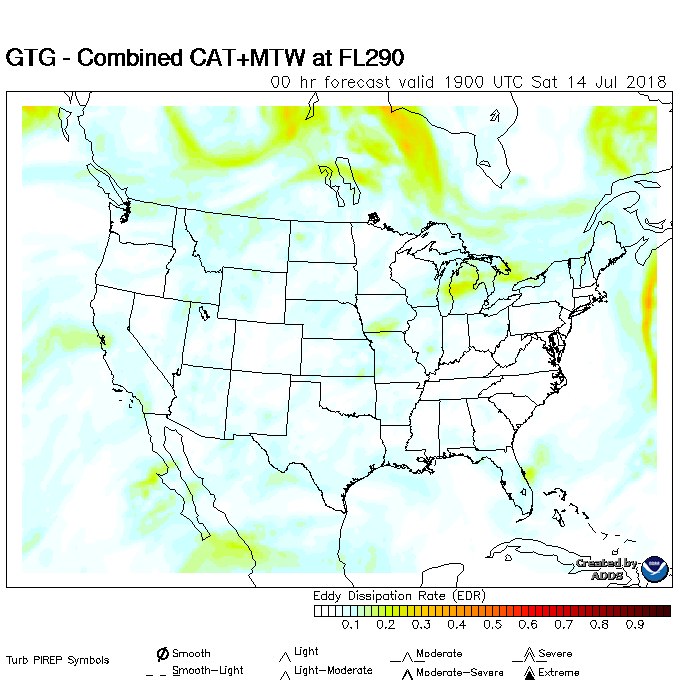 GTG - Combined CAT+MTW at FL290
00 hr forecast valid 1900 UTC Sat 14 Jul 2018
Created by
ADDS
Eddy Dissipation Rate (EDR)
0.1 0.2 0.3 0.4 0.5 0.6 0.7 0.8 0.9
Turb PIREP Symbols
Smooth Light Moderate Severe
Smooth-Light Light-Moderate Moderate-Severe Extreme